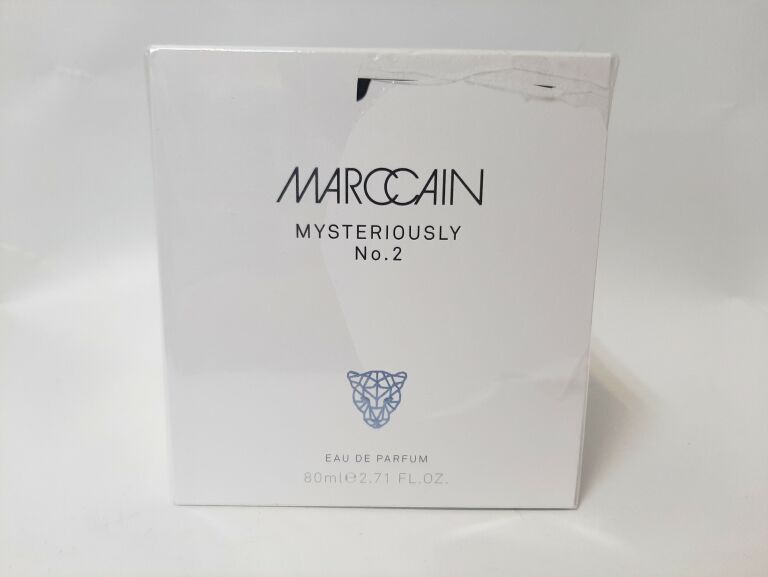 MARCCAIN
MYSTERIOUSLY
No.2
EAU DE PARFUM
80ml℮2.71 FL.OZ.